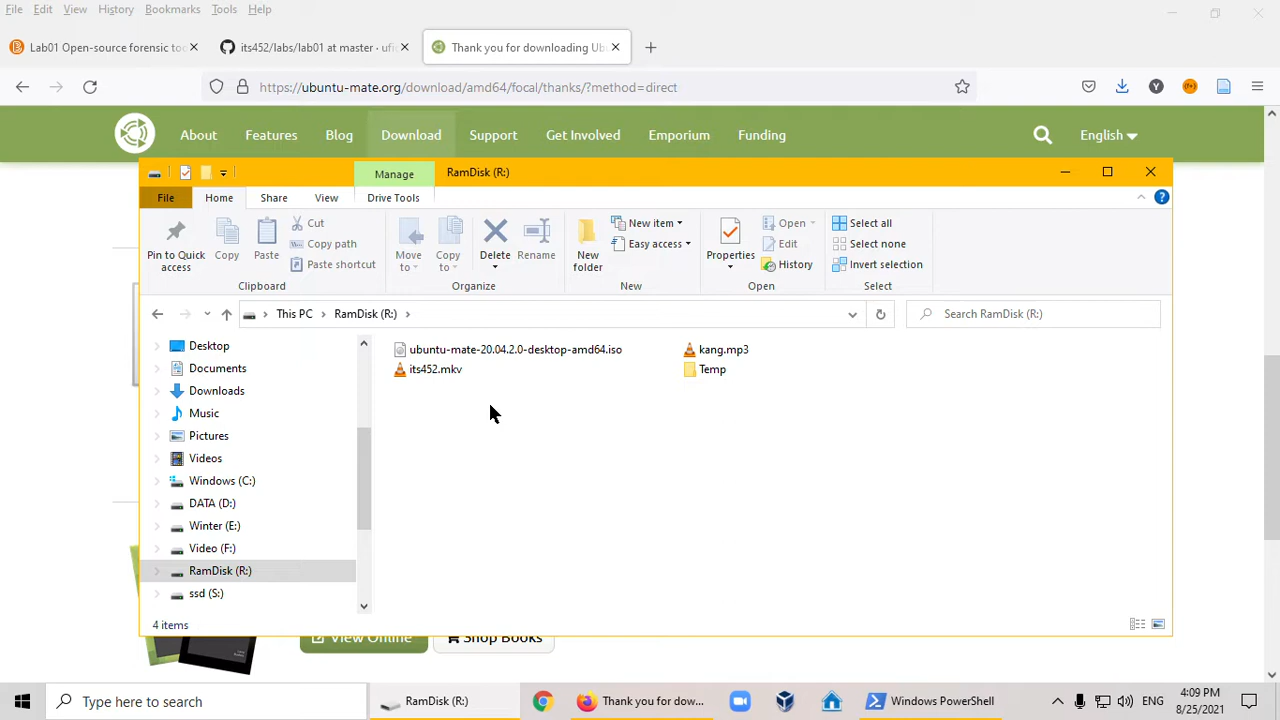 File Edit View History Bookmarks Tools Help
Lab01 Open-source forensic to
its452/labs/lab01 at master · ufi
Thank you for downloading Ub
https://ubuntu-mate.org/download/amd64/focal/thanks/?method=direct
About Features Blog Download Support Get Involved Emporium Funding English
Manage RamDisk (R:)
File Home Share View Drive Tools
Pin to Quick access
Copy
Paste
Cut
Copy path
Paste shortcut
Clipboard
Move to
Copy to
Delete
Rename
Organize
New folder
New item
Easy access
New
Properties
Open
Edit
History
Open
Select all
Select none
Invert selection
Select
This PC RamDisk (R:)
Search RamDisk (R:)
Desktop
Documents
Downloads
Music
Pictures
Videos
Windows (C:)
DATA (D:)
Winter (E:)
Video (F:)
RamDisk (R:)
ssd (S:)
ubuntu-mate-20.04.2.0-desktop-amd64.iso
its452.mkv
kang.mp3
Temp
4 items
View Online
Shop Books
Type here to search
RamDisk (R:)
Thank you for dow...
Windows PowerShell
ENG
4:09 PM
8/25/2021